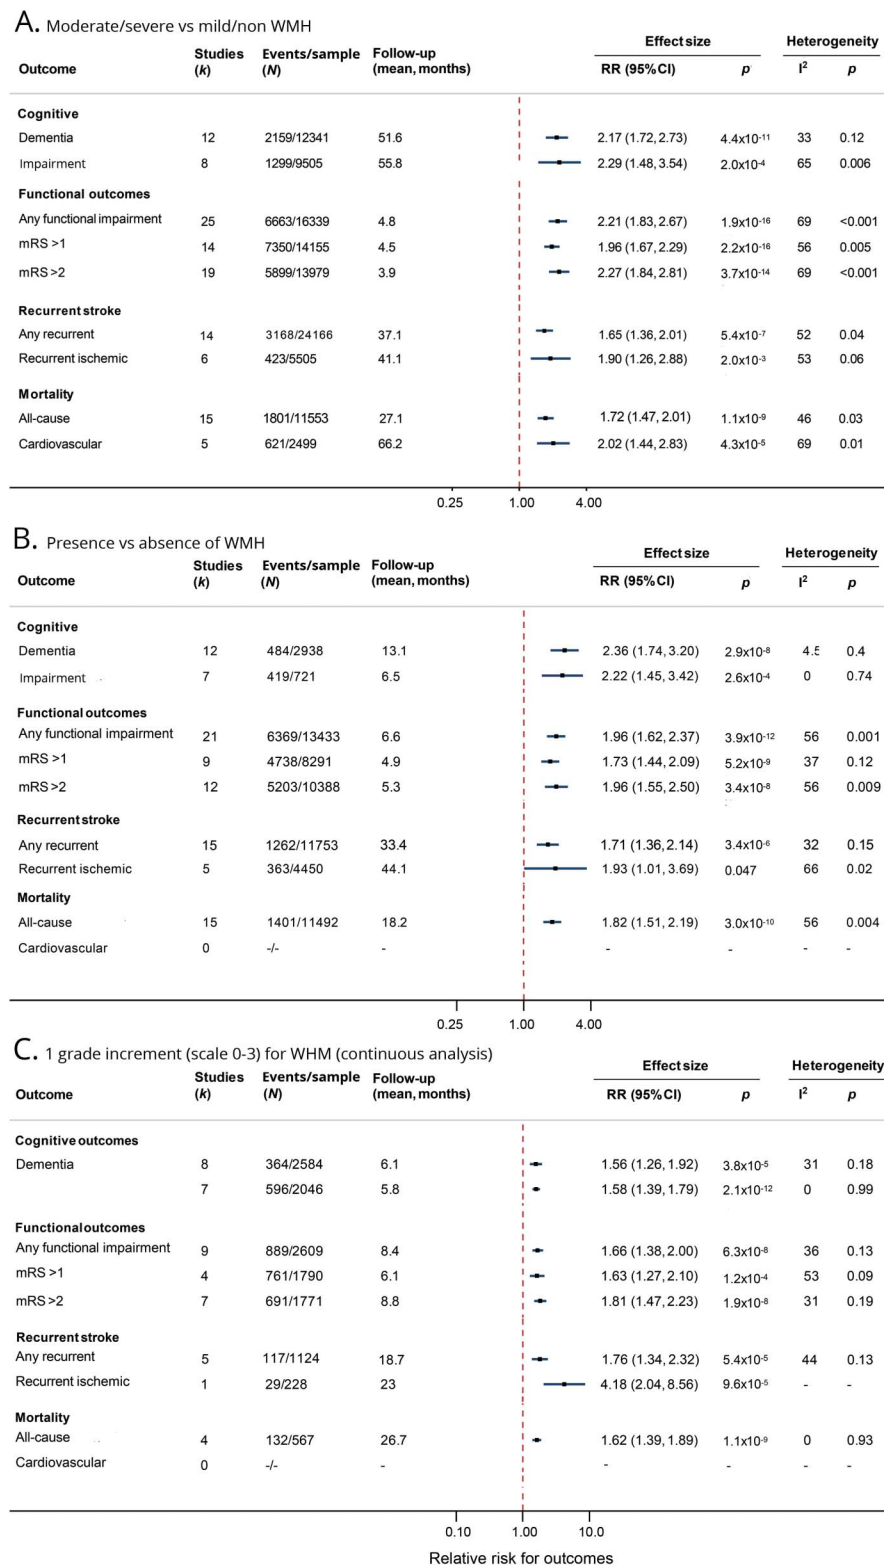 A. Moderate/severe vs mild/non WMH
Effect size Heterogeneity
Outcome Studies (k) Events/sample (N) Follow-up (mean, months) RR (95%CI) p I² p
Cognitive
Dementia 12 2159/12341 51.6 2.17 (1.72, 2.73) 4.4x10⁻¹¹ 33 0.12
Impairment 8 1299/9505 55.8 2.29 (1.48, 3.54) 2.0x10⁻⁴ 65 0.006
Functional outcomes
Any functional impairment 25 6663/16339 4.8 2.21 (1.83, 2.67) 1.9x10⁻¹⁶ 69 <0.001
mRS >1 14 7350/14155 4.5 1.96 (1.67, 2.29) 2.2x10⁻¹⁶ 56 0.005
mRS >2 19 5899/13979 3.9 2.27 (1.84, 2.81) 3.7x10⁻¹⁴ 69 <0.001
Recurrent stroke
Any recurrent 14 3168/24166 37.1 1.65 (1.36, 2.01) 5.4x10⁻⁷ 52 0.04
Recurrent ischemic 6 423/5505 41.1 1.90 (1.26, 2.88) 2.0x10⁻³ 53 0.06
Mortality
All-cause 15 1801/11553 27.1 1.72 (1.47, 2.01) 1.1x10⁻⁹ 46 0.03
Cardiovascular 5 621/2499 66.2 2.02 (1.44, 2.83) 4.3x10⁻⁵ 69 0.01
0.25 1.00 4.00
B. Presence vs absence of WMH
Effect size Heterogeneity
Outcome Studies (k) Events/sample (N) Follow-up (mean, months) RR (95%CI) p I² p
Cognitive
Dementia 12 484/2938 13.1 2.36 (1.74, 3.20) 2.9x10⁻⁸ 4.5 0.4
Impairment 7 419/721 6.5 2.22 (1.45, 3.42) 2.6x10⁻⁴ 0 0.74
Functional outcomes
Any functional impairment 21 6369/13433 6.6 1.96 (1.62, 2.37) 3.9x10⁻¹² 56 0.001
mRS >1 9 4738/8291 4.9 1.73 (1.44, 2.09) 5.2x10⁻⁹ 37 0.12
mRS >2 12 5203/10388 5.3 1.96 (1.55, 2.50) 3.4x10⁻⁸ 56 0.009
Recurrent stroke
Any recurrent 15 1262/11753 33.4 1.71 (1.36, 2.14) 3.4x10⁻⁶ 32 0.15
Recurrent ischemic 5 363/4450 44.1 1.93 (1.01, 3.69) 0.047 66 0.02
Mortality
All-cause 15 1401/11492 18.2 1.82 (1.51, 2.19) 3.0x10⁻¹⁰ 56 0.004
Cardiovascular 0 -/- - - - - -
0.25 1.00 4.00
C. 1 grade increment (scale 0-3) for WHM (continuous analysis)
Effect size Heterogeneity
Outcome Studies (k) Events/sample (N) Follow-up (mean, months) RR (95%CI) p I² p
Cognitive outcomes
Dementia 8 364/2584 6.1 1.56 (1.26, 1.92) 3.8x10⁻⁵ 31 0.18
7 596/2046 5.8 1.58 (1.39, 1.79) 2.1x10⁻¹² 0 0.99
Functional outcomes
Any functional impairment 9 889/2609 8.4 1.66 (1.38, 2.00) 6.3x10⁻⁸ 36 0.13
mRS >1 4 761/1790 6.1 1.63 (1.27, 2.10) 1.2x10⁻⁴ 53 0.09
mRS >2 7 691/1771 8.8 1.81 (1.47, 2.23) 1.9x10⁻⁸ 31 0.19
Recurrent stroke
Any recurrent 5 117/1124 18.7 1.76 (1.34, 2.32) 5.4x10⁻⁵ 44 0.13
Recurrent ischemic 1 29/228 23 4.18 (2.04, 8.56) 9.6x10⁻⁵ - -
Mortality
All-cause 4 132/567 26.7 1.62 (1.39, 1.89) 1.1x10⁻⁹ 0 0.93
Cardiovascular 0 -/- - - - - -
0.10 1.00 10.0
Relative risk for outcomes